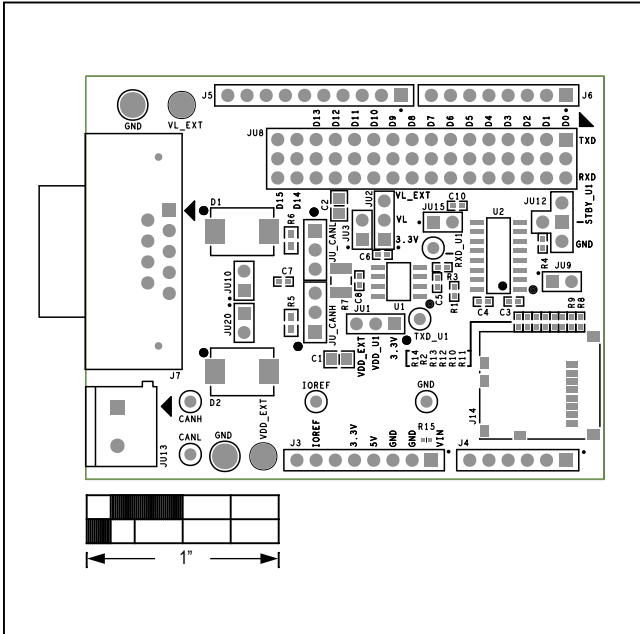 GND
VL_EXT
J5
J6
D13
D12
D11
D10
D9
D8
D7
D6
D5
D4
D3
D2
D1
D0
JU8
TXD
RXD
D15
D14
D1
R6
C2
JU_CANL
JU3
JU2
VL_EXT
VL
3.3V
C10
JU15
RXD_U1
U2
JU12
STBY_U1
GND
R4
JU9
JU10
C7
C6
C8
R7
U1
C5
R3
R1
C4
C3
R9
R8
JU20
R5
JU_CANH
JU1
TXD_U1
C1
VDD_EXT
VDD_U1
3.3V
R14
R2
R13
R12
R10
R11
J7
D2
CANH
IOREF
GND
J14
JU13
CANL
GND
VDD_EXT
J3
IOREF
3.3V
5V
GND
GND
VIN
R15
J4
1"